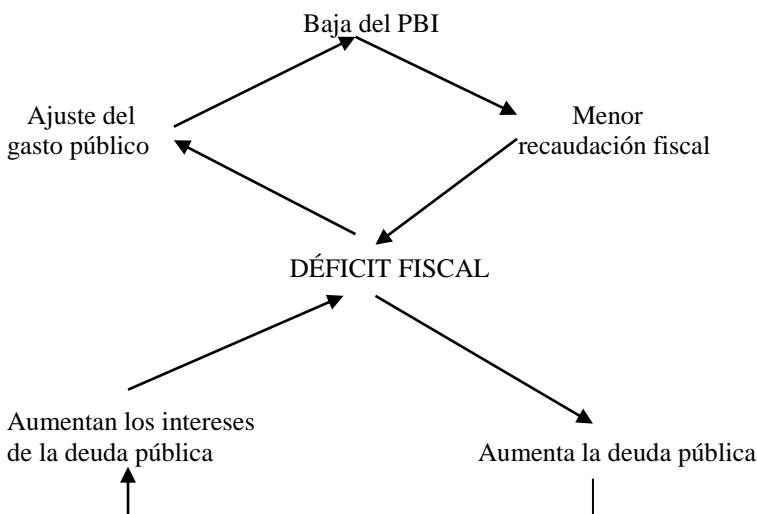 Baja del PBI
Ajuste del
gasto público
Menor
recaudación fiscal
DÉFICIT FISCAL
Aumentan los intereses
de la deuda pública
Aumenta la deuda pública